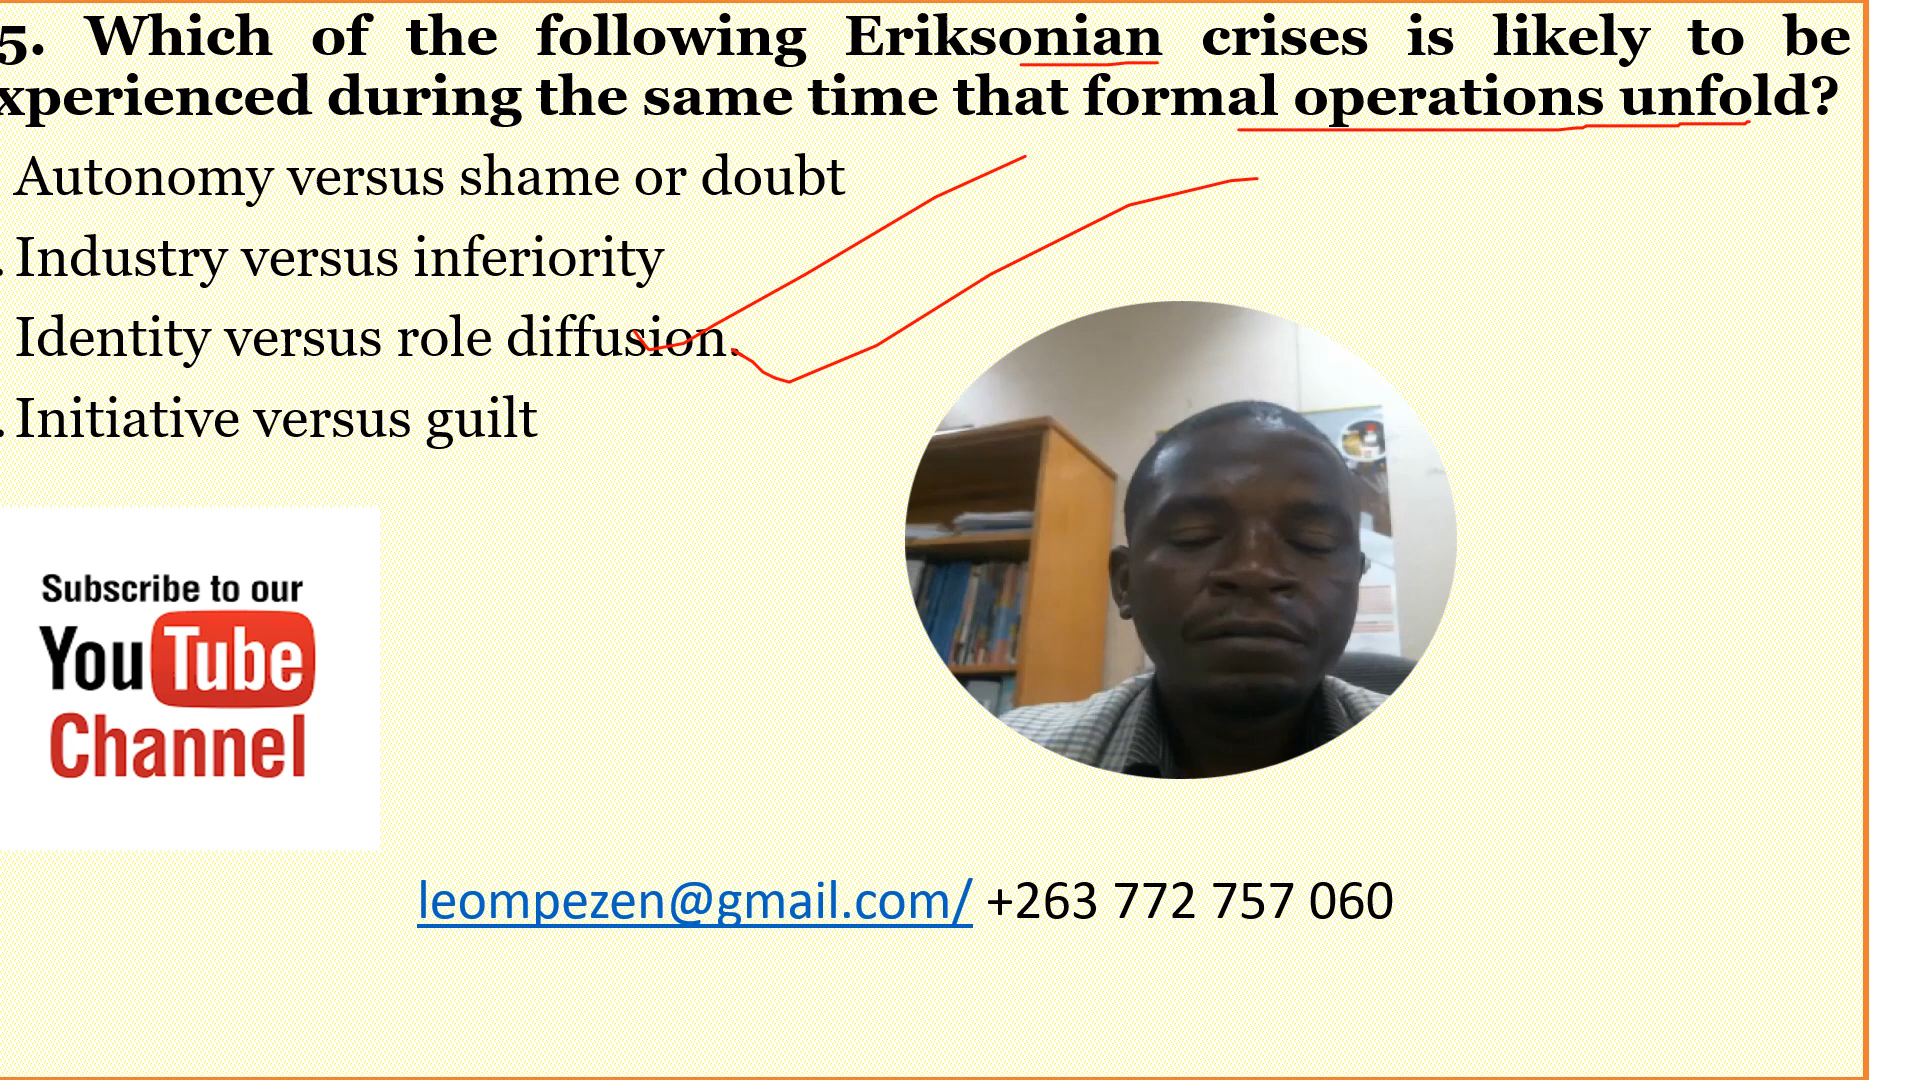 5. Which of the following Eriksonian crises is likely to be
xperienced during the same time that formal operations unfold?
Autonomy versus shame or doubt
. Industry versus inferiority
Identity versus role diffusion.
. Initiative versus guilt
Subscribe to our
YouTube
Channel
leompezen@gmail.com/ +263 772 757 060